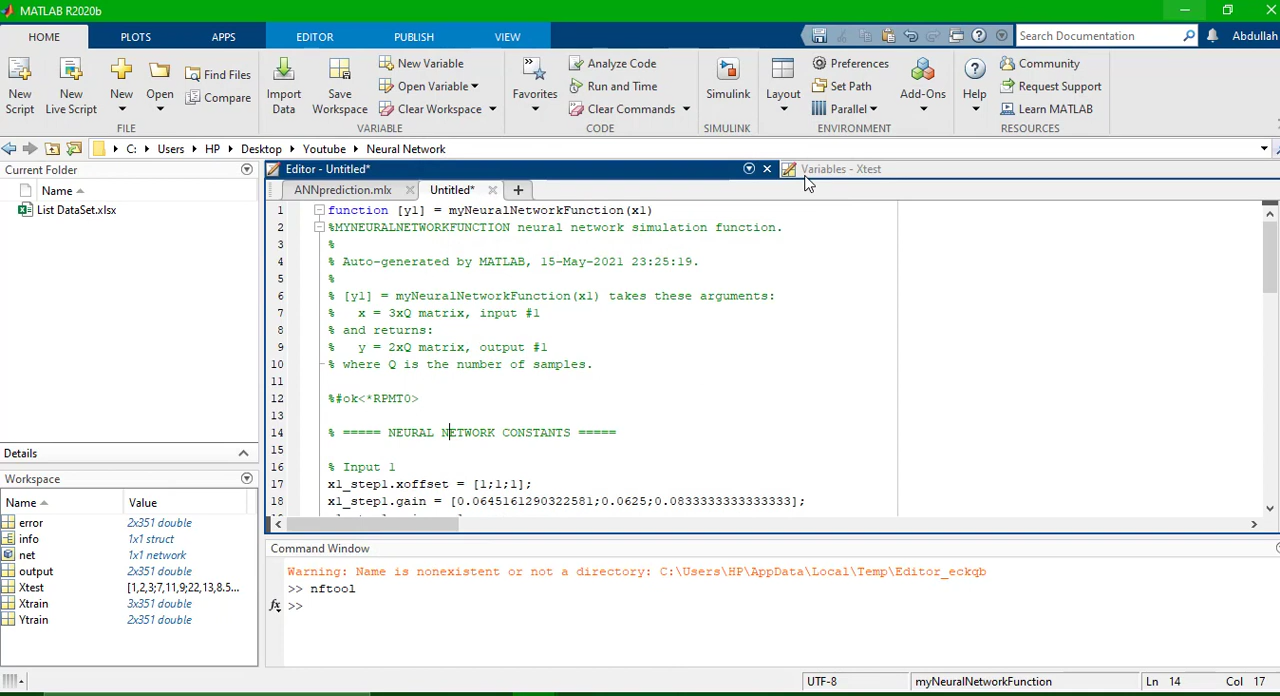 MATLAB R2020b
HOME PLOTS APPS EDITOR PUBLISH VIEW Search Documentation Abdullah
New Script
New Live Script
New
Open
Find Files
Compare
FILE
Import Data
Save Workspace
New Variable
Open Variable
Clear Workspace
VARIABLE
Favorites
Analyze Code
Run and Time
Clear Commands
CODE
Simulink
SIMULINK
Layout
Preferences
Set Path
Parallel
Add-Ons
ENVIRONMENT
Help
Community
Request Support
Learn MATLAB
RESOURCES
C: Users HP Desktop Youtube Neural Network
Current Folder
Name
List DataSet.xlsx
Details
Workspace
Name Value
error 2x351 double
info 1x1 struct
net 1x1 network
output 2x351 double
Xtest [1,2,3;7,11,9;22,13,8.5...
Xtrain 3x351 double
Ytrain 2x351 double
Editor - Untitled*
Variables - Xtest
ANNprediction.mlx Untitled*
1 function [y1] = myNeuralNetworkFunction(x1)
2 %MYNEURALNETWORKFUNCTION neural network simulation function.
3 %
4 % Auto-generated by MATLAB, 15-May-2021 23:25:19.
5 %
6 % [y1] = myNeuralNetworkFunction(x1) takes these arguments:
7 % x = 3xQ matrix, input #1
8 % and returns:
9 % y = 2xQ matrix, output #1
10 % where Q is the number of samples.
11
12 %#ok<*RPMT0>
13
14 % ===== NEURAL NETWORK CONSTANTS =====
15
16 % Input 1
17 x1_step1.xoffset = [1;1;1];
18 x1_step1.gain = [0.0645161290322581;0.0625;0.0833333333333333];
Command Window
Warning: Name is nonexistent or not a directory: C:\Users\HP\AppData\Local\Temp\Editor_eckqb
>> nftool
fx >>
UTF-8 myNeuralNetworkFunction Ln 14 Col 17